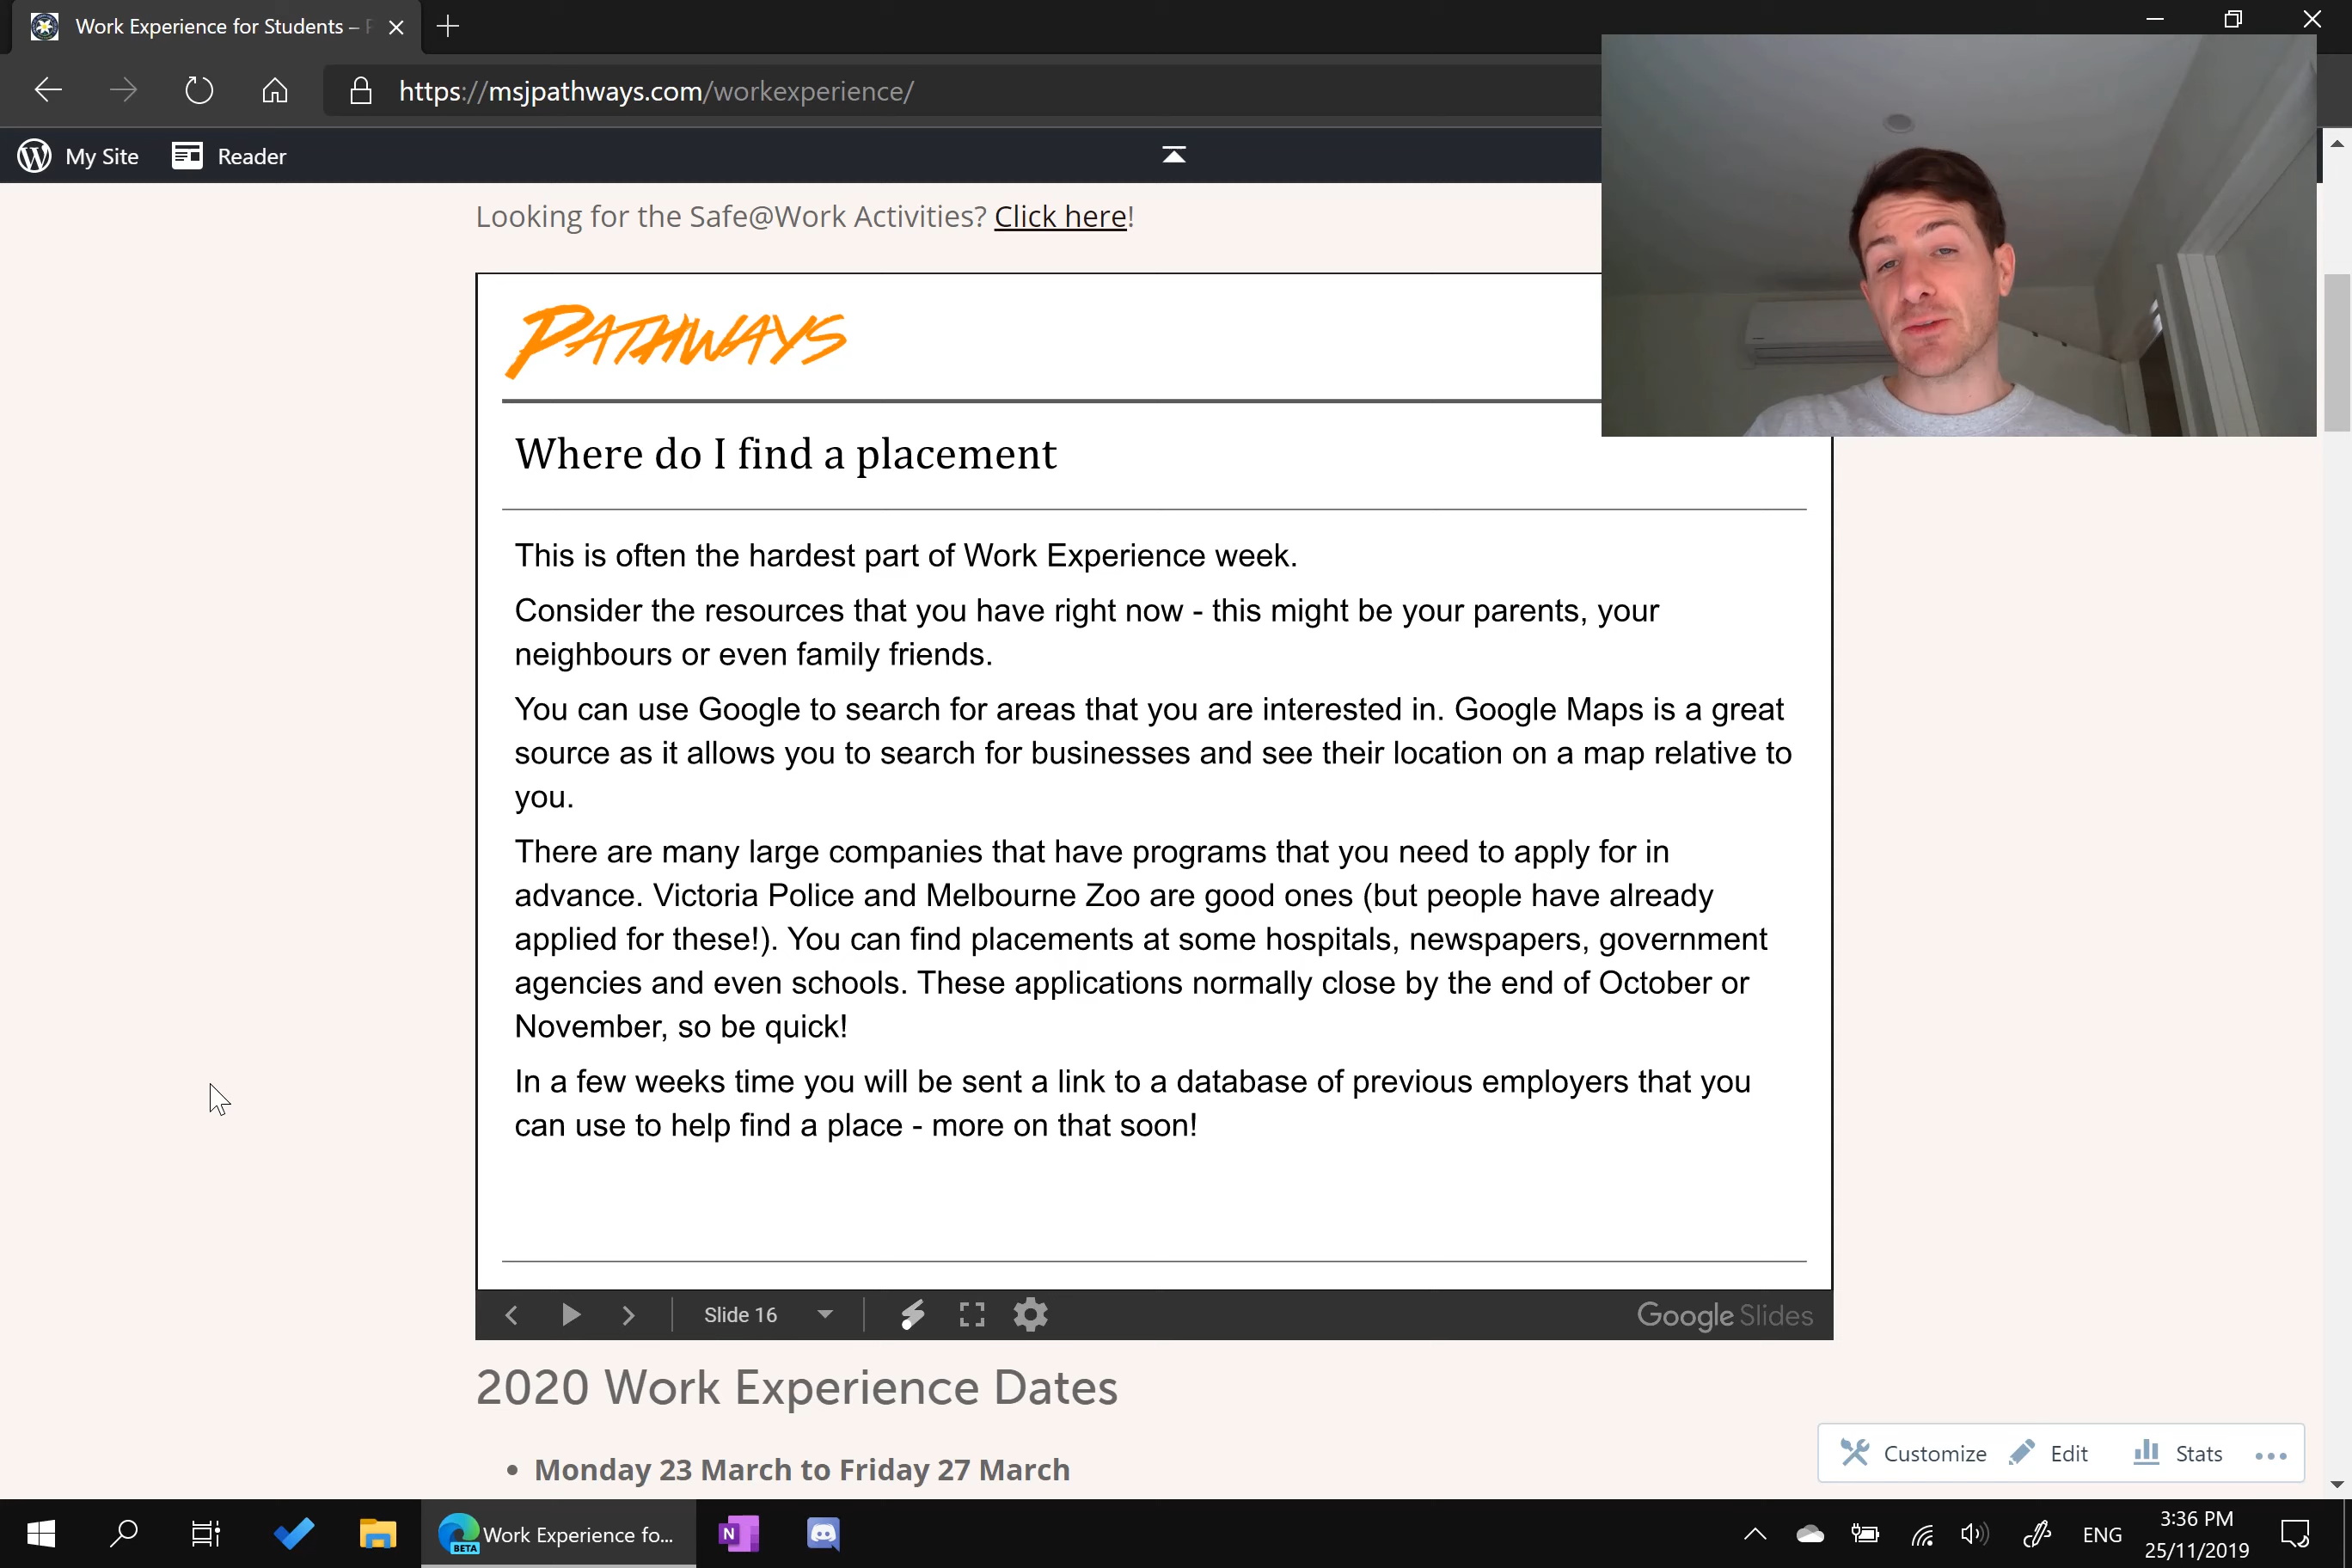 Work Experience for Students –
https://msjpathways.com/workexperience/
My Site
Reader
Looking for the Safe@Work Activities? Click here!
PATHWAYS
Where do I find a placement
This is often the hardest part of Work Experience week.
Consider the resources that you have right now - this might be your parents, your
neighbours or even family friends.
You can use Google to search for areas that you are interested in. Google Maps is a great
source as it allows you to search for businesses and see their location on a map relative to
you.
There are many large companies that have programs that you need to apply for in
advance. Victoria Police and Melbourne Zoo are good ones (but people have already
applied for these!). You can find placements at some hospitals, newspapers, government
agencies and even schools. These applications normally close by the end of October or
November, so be quick!
In a few weeks time you will be sent a link to a database of previous employers that you
can use to help find a place - more on that soon!
Slide 16
Google Slides
2020 Work Experience Dates
• Monday 23 March to Friday 27 March
Customize
Edit
Stats
BETA
Work Experience fo...
N
ENG
3:36 PM
25/11/2019